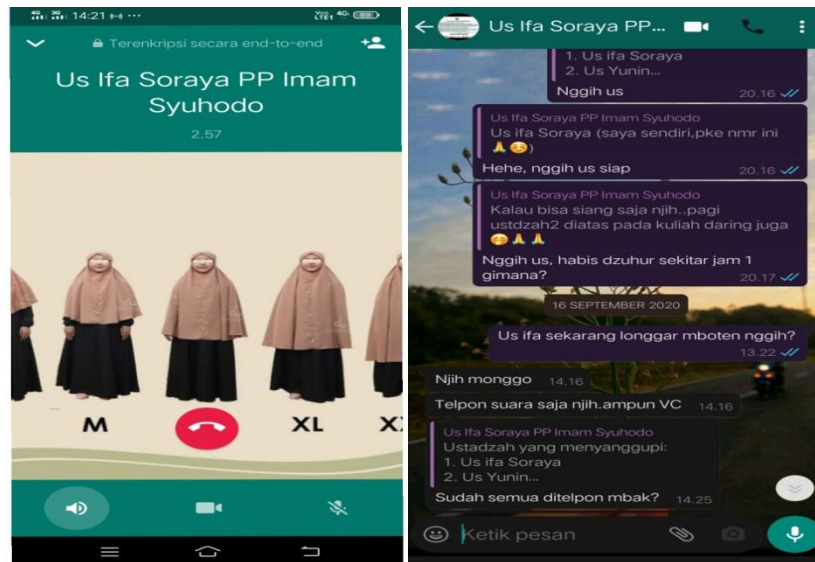 14:21
Terenkripsi secara end-to-end
Us Ifa Soraya PP Imam
Syuhodo
2.57
M
XL
Us Ifa Soraya PP...
1. Us ifa Soraya
2. Us Yunin...
Nggih us
20.16
Us Ifa Soraya PP Imam Syuhodo
Us ifa Soraya (saya sendiri,pke nmr ini
🙏😊)
Hehe, nggih us siap
20.16
Us Ifa Soraya PP Imam Syuhodo
Kalau bisa siang saja njih..pagi
ustdzah2 diatas pada kuliah daring juga
😊🙏🙏
Nggih us, habis dzuhur sekitar jam 1
gimana?
20.17
16 SEPTEMBER 2020
Us ifa sekarang longgar mboten nggih?
13.22
Njih monggo 14.16
Telpon suara saja njih.ampun VC 14.16
Us Ifa Soraya PP Imam Syuhodo
Ustadzah yang menyanggupi:
1. Us ifa Soraya
2. Us Yunin...
Sudah semua ditelpon mbak? 14.25
Ketik pesan